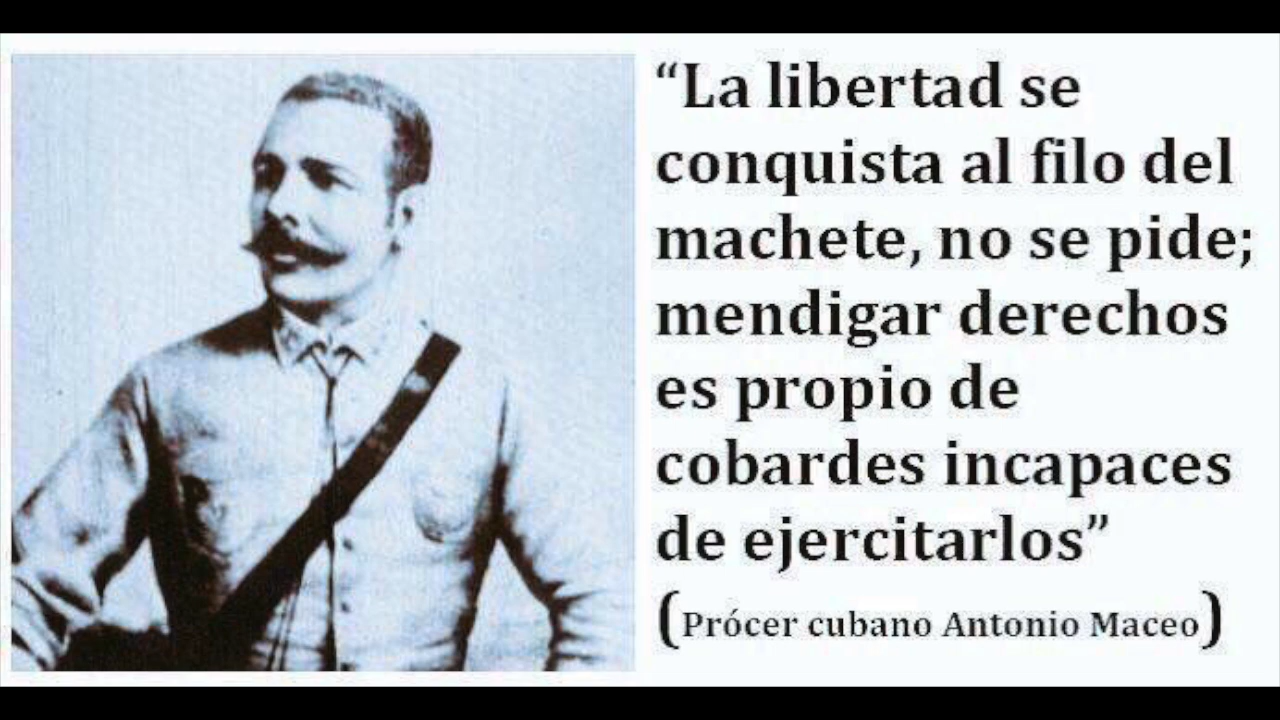 “La libertad se
conquista al filo del
machete, no se pide;
mendigar derechos
es propio de
cobardes incapaces
de ejercitarlos”
(Prócer cubano Antonio Maceo)